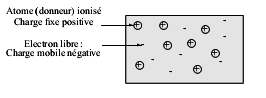 Atome (donneur) ionisé
Charge fixe positive
Electron libre :
Charge mobile négative